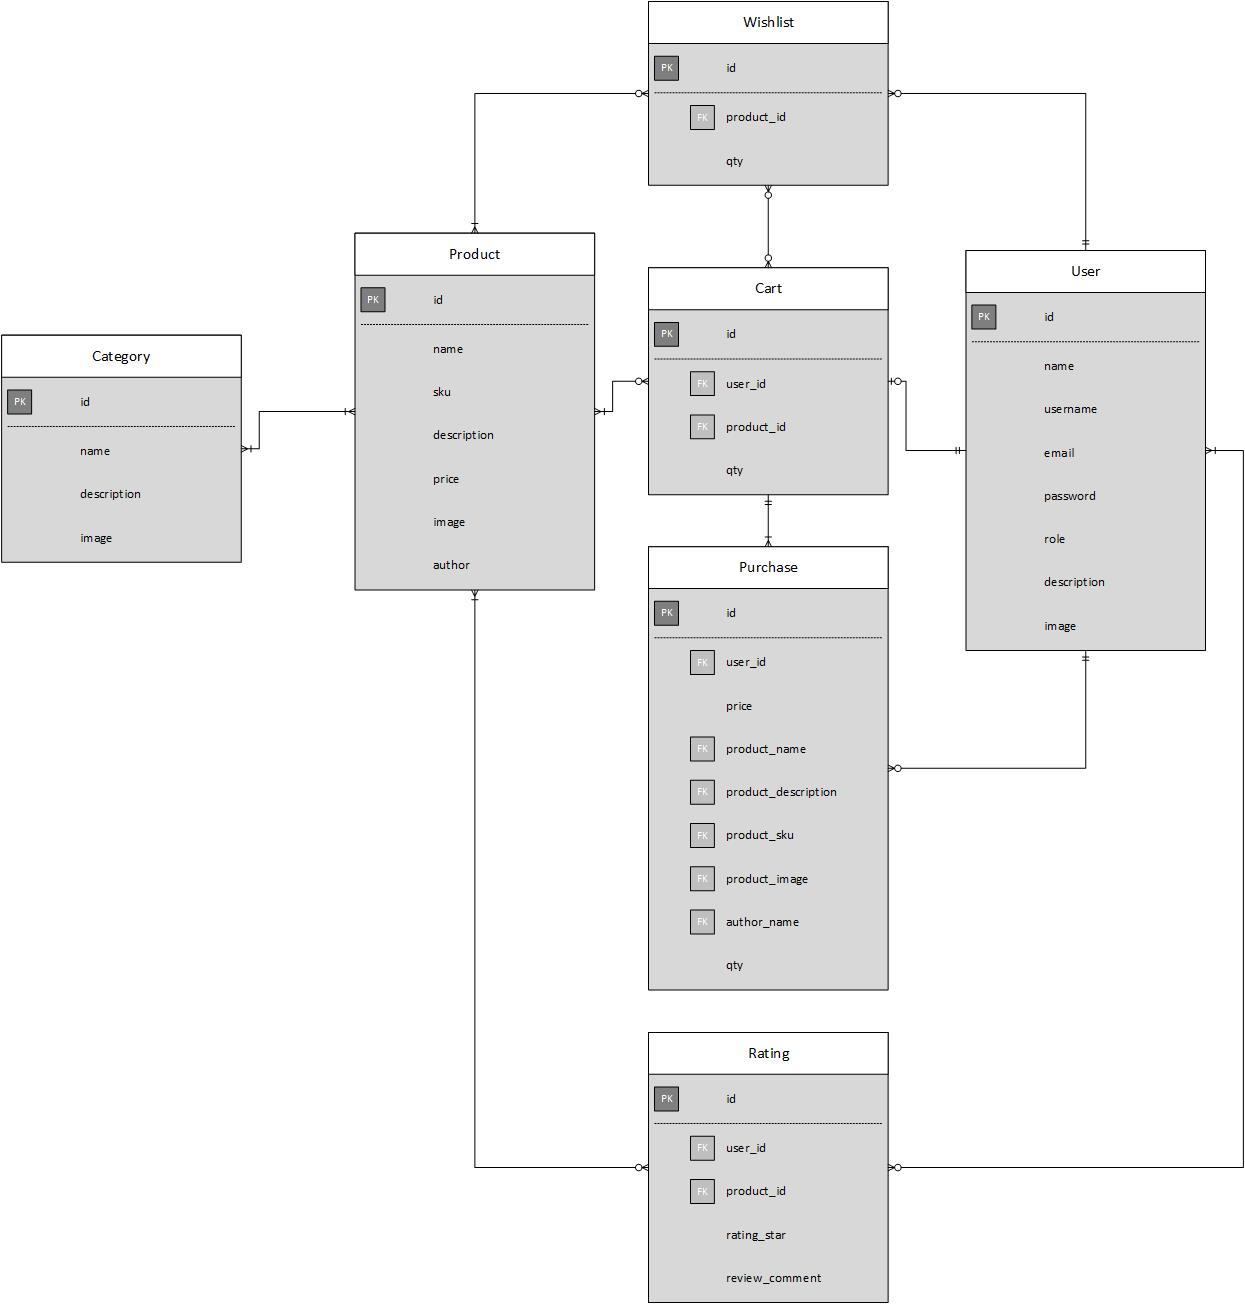 Wishlist
PK id
FK product_id
qty
Product
PK id
name
sku
description
price
image
author
Category
PK id
name
description
image
Cart
PK id
FK user_id
FK product_id
qty
User
PK id
name
username
email
password
role
description
image
Purchase
PK id
FK user_id
price
FK product_name
FK product_description
FK product_sku
FK product_image
FK author_name
qty
Rating
PK id
FK user_id
FK product_id
rating_star
review_comment